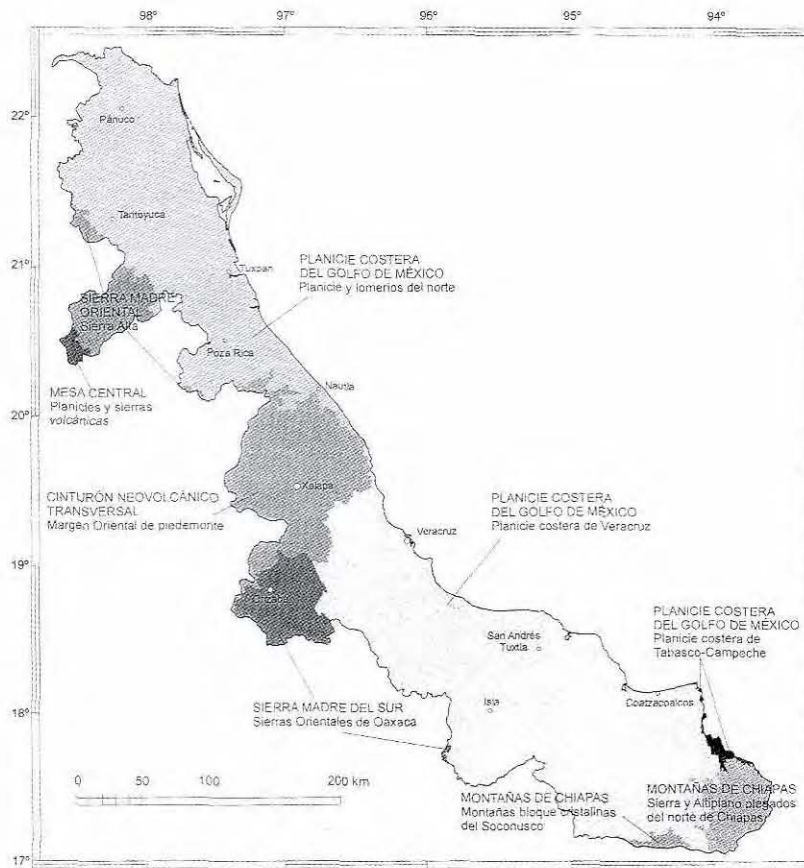 98° 97° 96° 95° 94°
22°
Pánuco
Tantoyuca
21°
Tuxpan
PLANICIE COSTERA
DEL GOLFO DE MÉXICO
Planicie y lomerios del norte
SIERRA MADRE
ORIENTAL
Sierra Alta
Poza Rica
MESA CENTRAL
Planicies y sierras
volcánicas
Nautla
20°
Xalapa
CINTURÓN NEOVOLCÁNICO
TRANSVERSAL
Margen Oriental de piedemonte
PLANICIE COSTERA
DEL GOLFO DE MÉXICO
Planicie costera de Veracruz
Veracruz
19°
PLANICIE COSTERA
DEL GOLFO DE MÉXICO
Planicie costera de
Tabasco-Campeche
San Andrés
Tuxtla
SIERRA MADRE DEL SUR
Sierras Orientales de Oaxaca
Isla
Coatzacoalcos
18°
0 50 100 200 km
MONTAÑAS DE CHIAPAS
Montañas bloque cristalinas
del Soconusco
MONTAÑAS DE CHIAPAS
Sierra y Altiplano plegados
del norte de Chiapas
17°